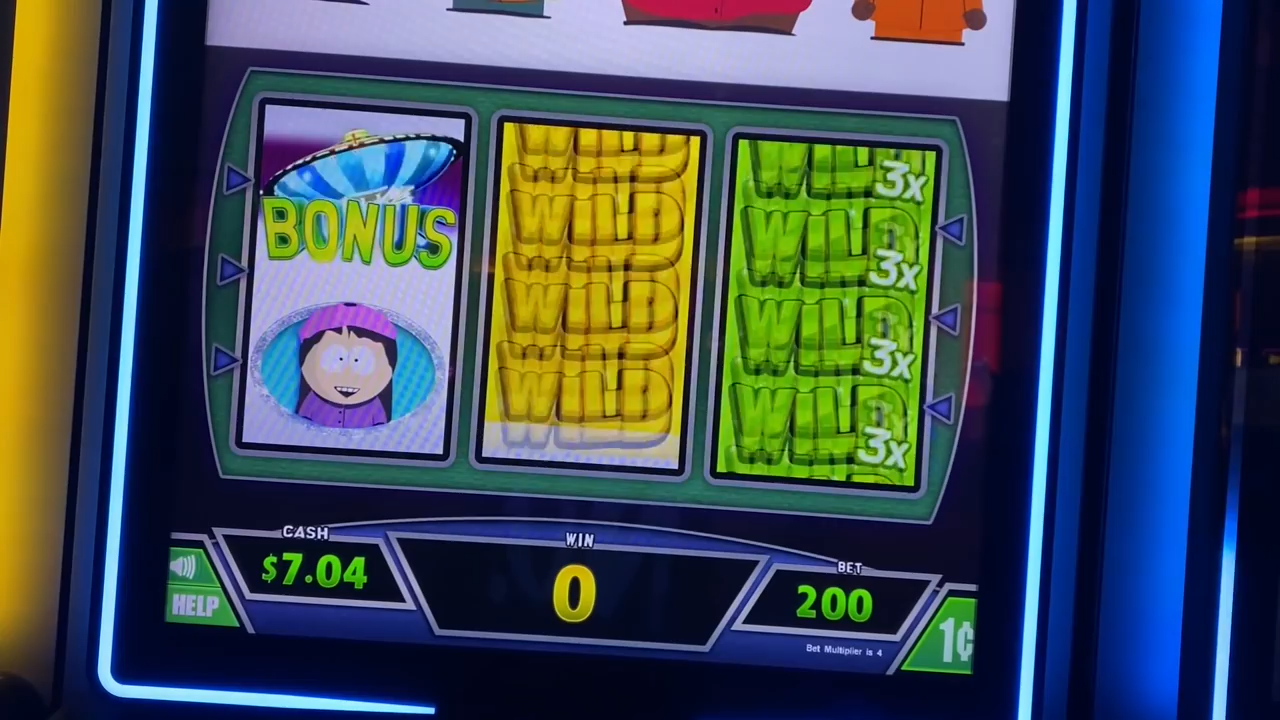 BONUS
WILD
WILD
WILD
WILD
WILD
WILD 3x
WILD 3x
WILD 3x
WILD 3x
CASH
$7.04
WIN
0
BET
200
Bet Multiplier is 4
HELP
1¢